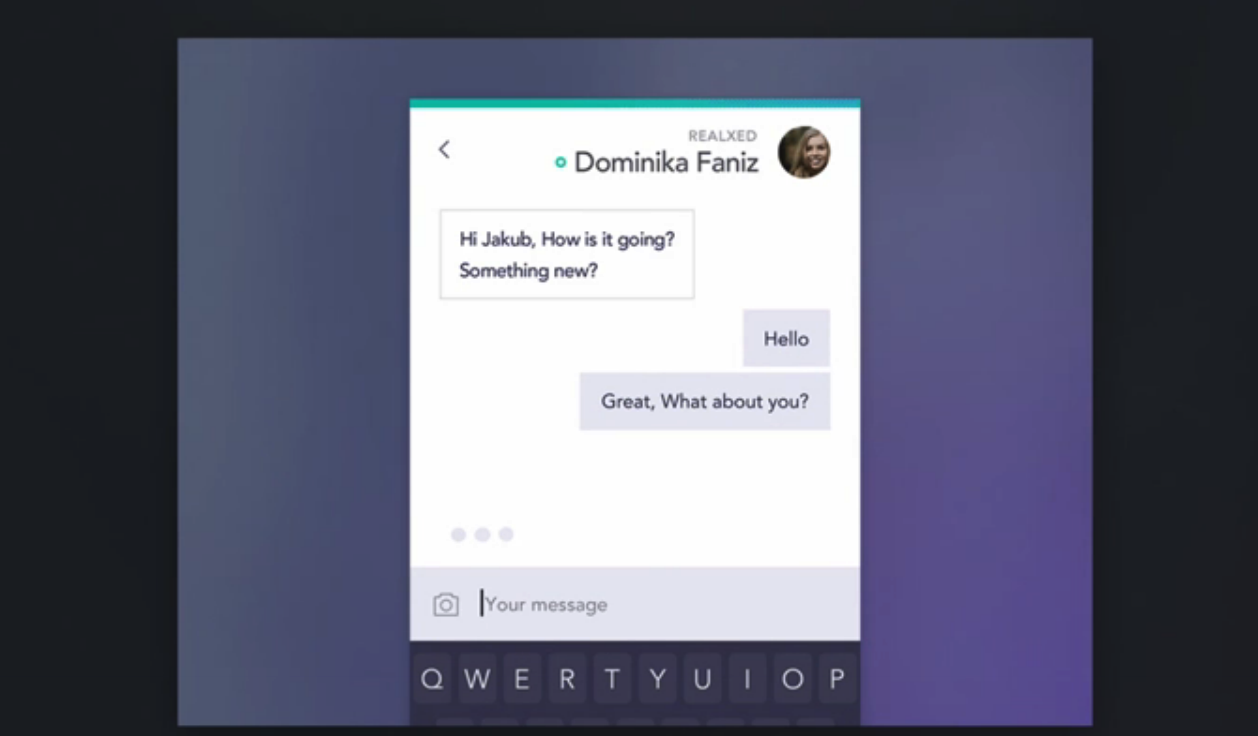 REALXED
Dominika Faniz
Hi Jakub, How is it going?
Something new?
Hello
Great, What about you?
Your message
Q W E R T Y U I O P